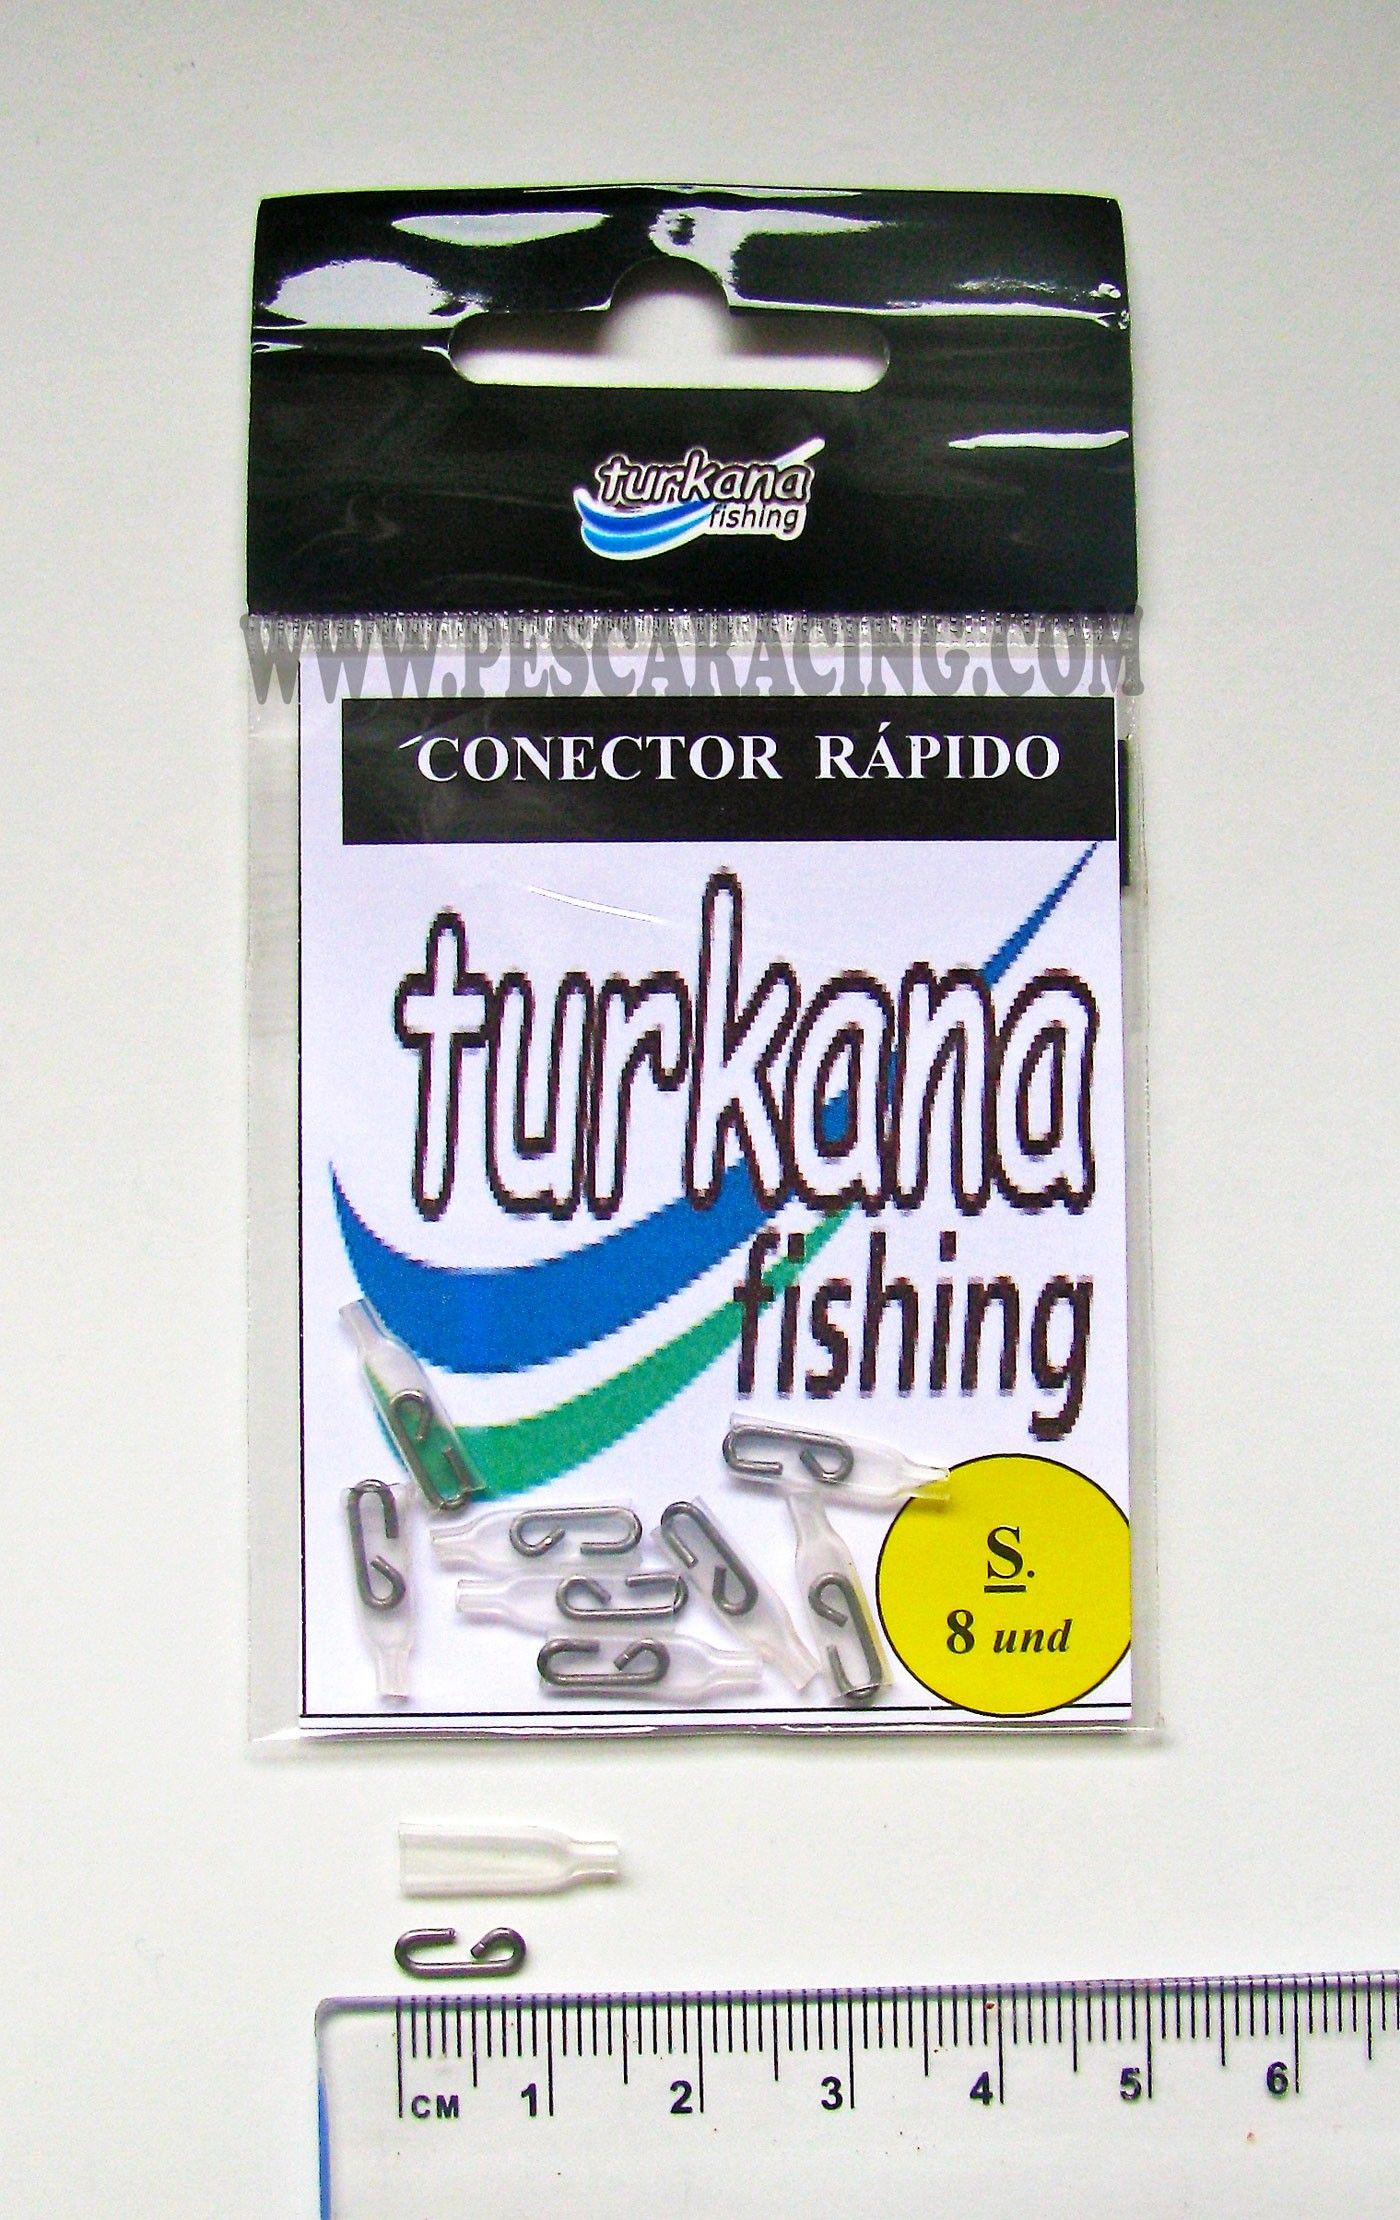 turkana
fishing
WWW.PESCARACING.COM
CONECTOR RÁPIDO
turkana
fishing
S.
8 und
CM 1 2 3 4 5 6